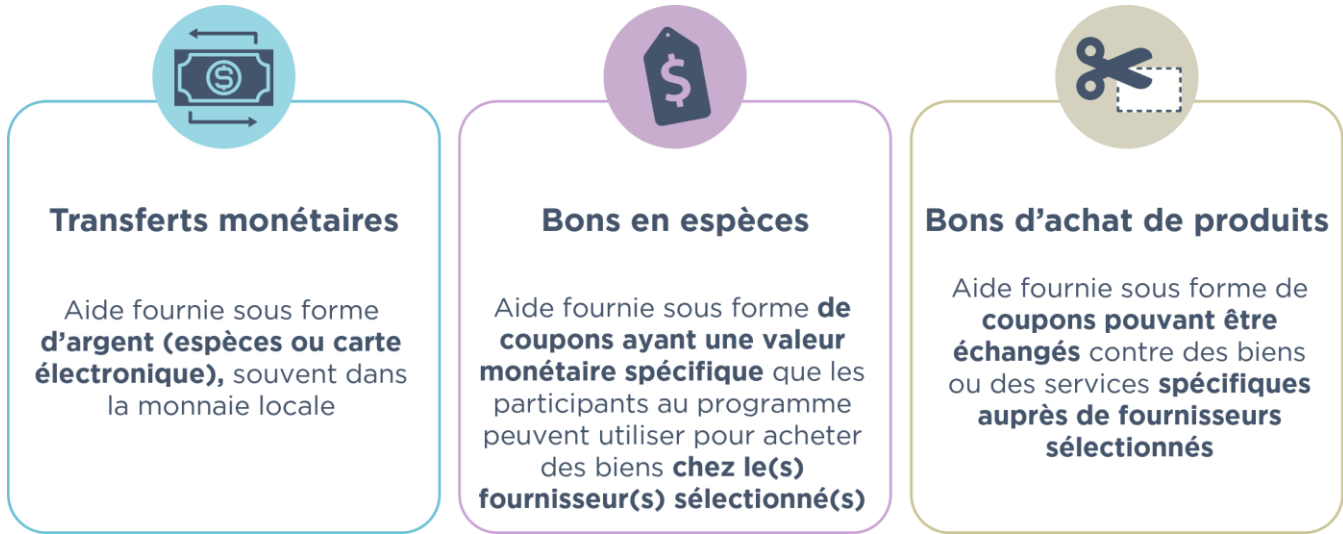 Transferts monétaires
Aide fournie sous forme
d’argent (espèces ou carte
électronique), souvent dans
la monnaie locale
Bons en espèces
Aide fournie sous forme de
coupons ayant une valeur
monétaire spécifique que les
participants au programme
peuvent utiliser pour acheter
des biens chez le(s)
fournisseur(s) sélectionné(s)
Bons d’achat de produits
Aide fournie sous forme de
coupons pouvant être
échangés contre des biens
ou des services spécifiques
auprès de fournisseurs
sélectionnés